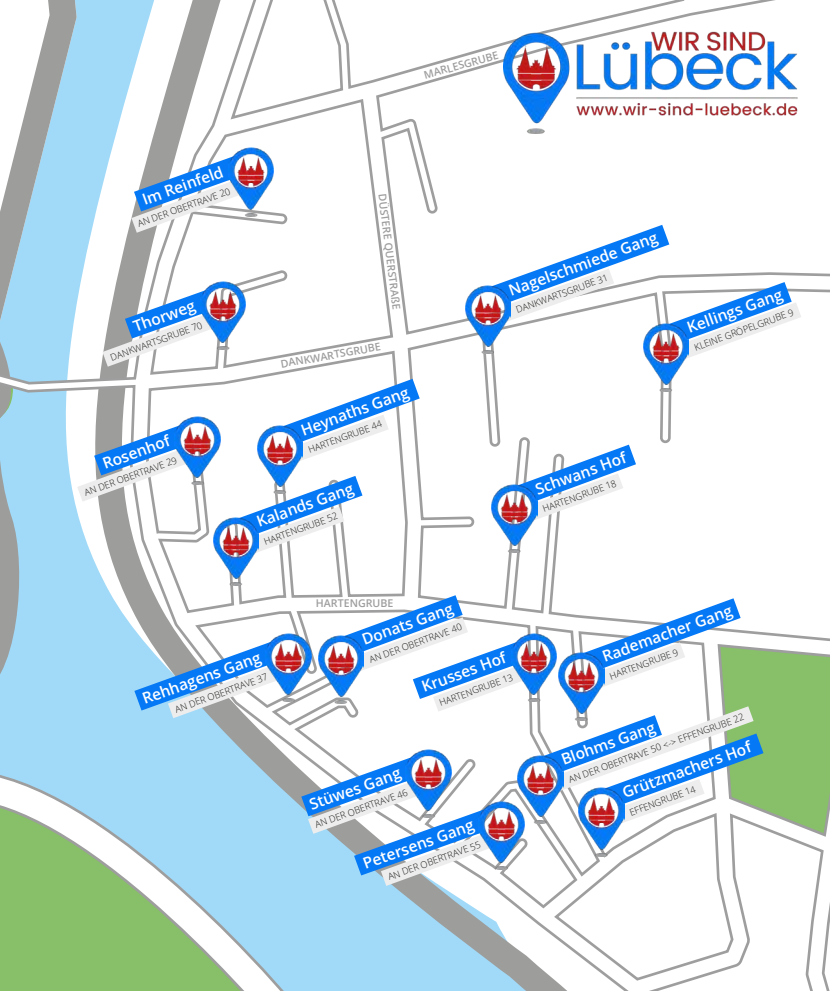 WIR SIND
Lübeck
www.wir-sind-luebeck.de
MARLESGRUBE
Im Reinfeld
AN DER OBERTRAVE 20
DÜSTERE QUERSTRAßE
Nagelschmiede Gang
DANKWARTSGRUBE 31
Thorweg
DANKWARTSGRUBE 70
Kellings Gang
KLEINE GRÖPELGRUBE 9
DANKWARTSGRUBE
Heynaths Gang
HARTENGRUBE 44
Rosenhof
AN DER OBERTRAVE 29
Schwans Hof
HARTENGRUBE 18
Kalands Gang
HARTENGRUBE 52
HARTENGRUBE
Donats Gang
AN DER OBERTRAVE 40
Rademacher Gang
HARTENGRUBE 9
Rehhagens Gang
AN DER OBERTRAVE 37
Krusses Hof
HARTENGRUBE 13
Blohms Gang
AN DER OBERTRAVE 50 <-> EFFENGRUBE 22
Grützmachers Hof
EFFENGRUBE 14
Stüwes Gang
AN DER OBERTRAVE 46
Petersens Gang
AN DER OBERTRAVE 55